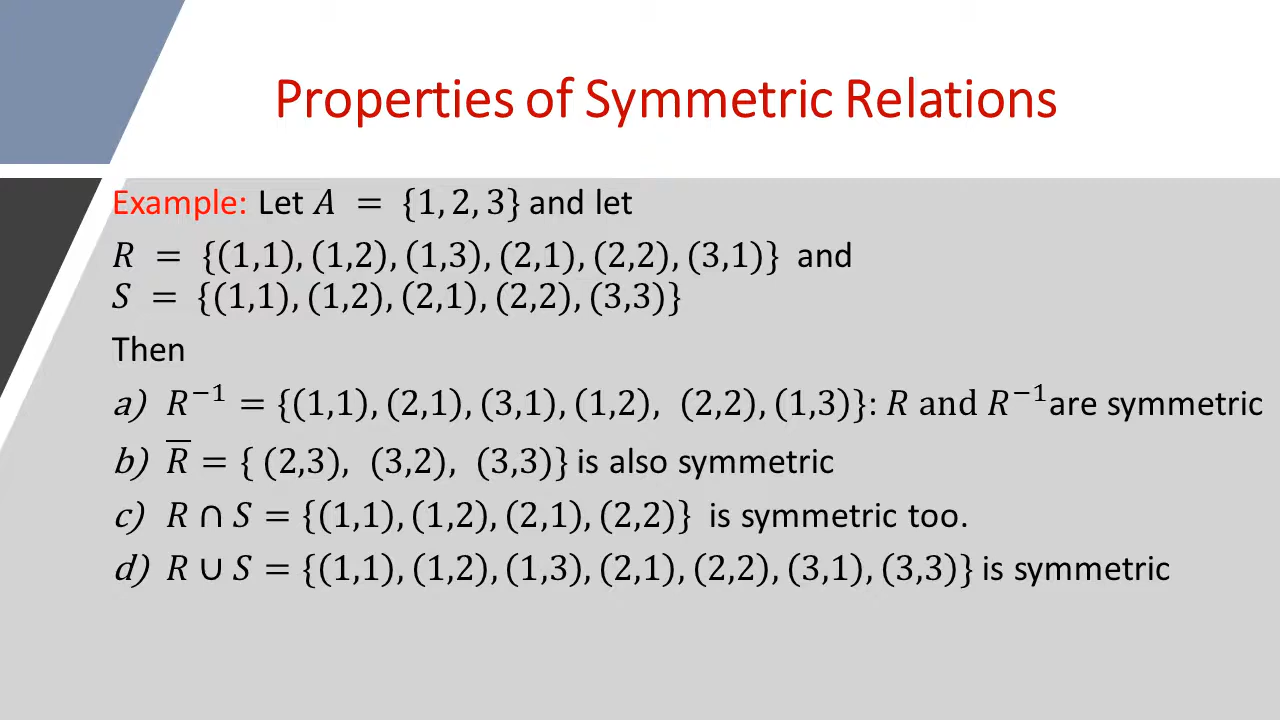 Properties of Symmetric Relations
Example: Let A = {1, 2, 3} and let
R = {(1,1), (1,2), (1,3), (2,1), (2,2), (3,1)} and
S = {(1,1), (1,2), (2,1), (2,2), (3,3)}
Then
a) R⁻¹ = {(1,1), (2,1), (3,1), (1,2), (2,2), (1,3)}: R and R⁻¹are symmetric
b) R̅ = { (2,3), (3,2), (3,3)} is also symmetric
c) R ∩ S = {(1,1), (1,2), (2,1), (2,2)} is symmetric too.
d) R ∪ S = {(1,1), (1,2), (1,3), (2,1), (2,2), (3,1), (3,3)} is symmetric